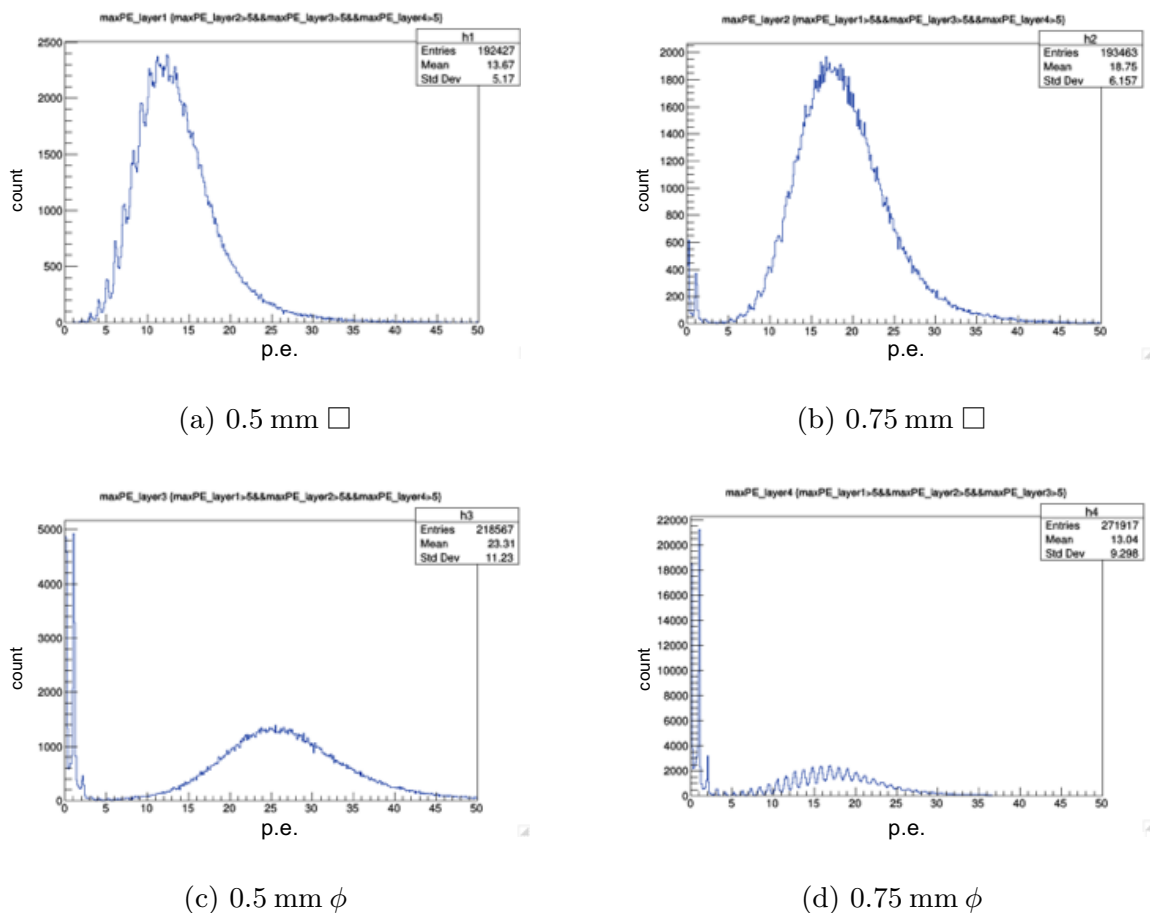 maxPE_layer1 {maxPE_layer2>5&&maxPE_layer3>5&&maxPE_layer4>5}
h1
Entries 192427
Mean 13.67
Std Dev 5.17
2500
2000
1500
1000
500
0
count
0 5 10 15 20 25 30 35 40 45 50
p.e.
(a) 0.5 mm □
maxPE_layer2 {maxPE_layer1>5&&maxPE_layer3>5&&maxPE_layer4>5}
h2
Entries 193463
Mean 18.75
Std Dev 6.157
2000
1800
1600
1400
1200
1000
800
600
400
200
0
count
0 5 10 15 20 25 30 35 40 45 50
p.e.
(b) 0.75 mm □
maxPE_layer3 {maxPE_layer1>5&&maxPE_layer2>5&&maxPE_layer4>5}
h3
Entries 218567
Mean 23.31
Std Dev 11.23
5000
4000
3000
2000
1000
0
count
0 5 10 15 20 25 30 35 40 45 50
p.e.
(c) 0.5 mm ϕ
maxPE_layer4 {maxPE_layer1>5&&maxPE_layer2>5&&maxPE_layer3>5}
h4
Entries 271917
Mean 13.04
Std Dev 9.298
22000
20000
18000
16000
14000
12000
10000
8000
6000
4000
2000
0
count
0 5 10 15 20 25 30 35 40 45 50
p.e.
(d) 0.75 mm ϕ